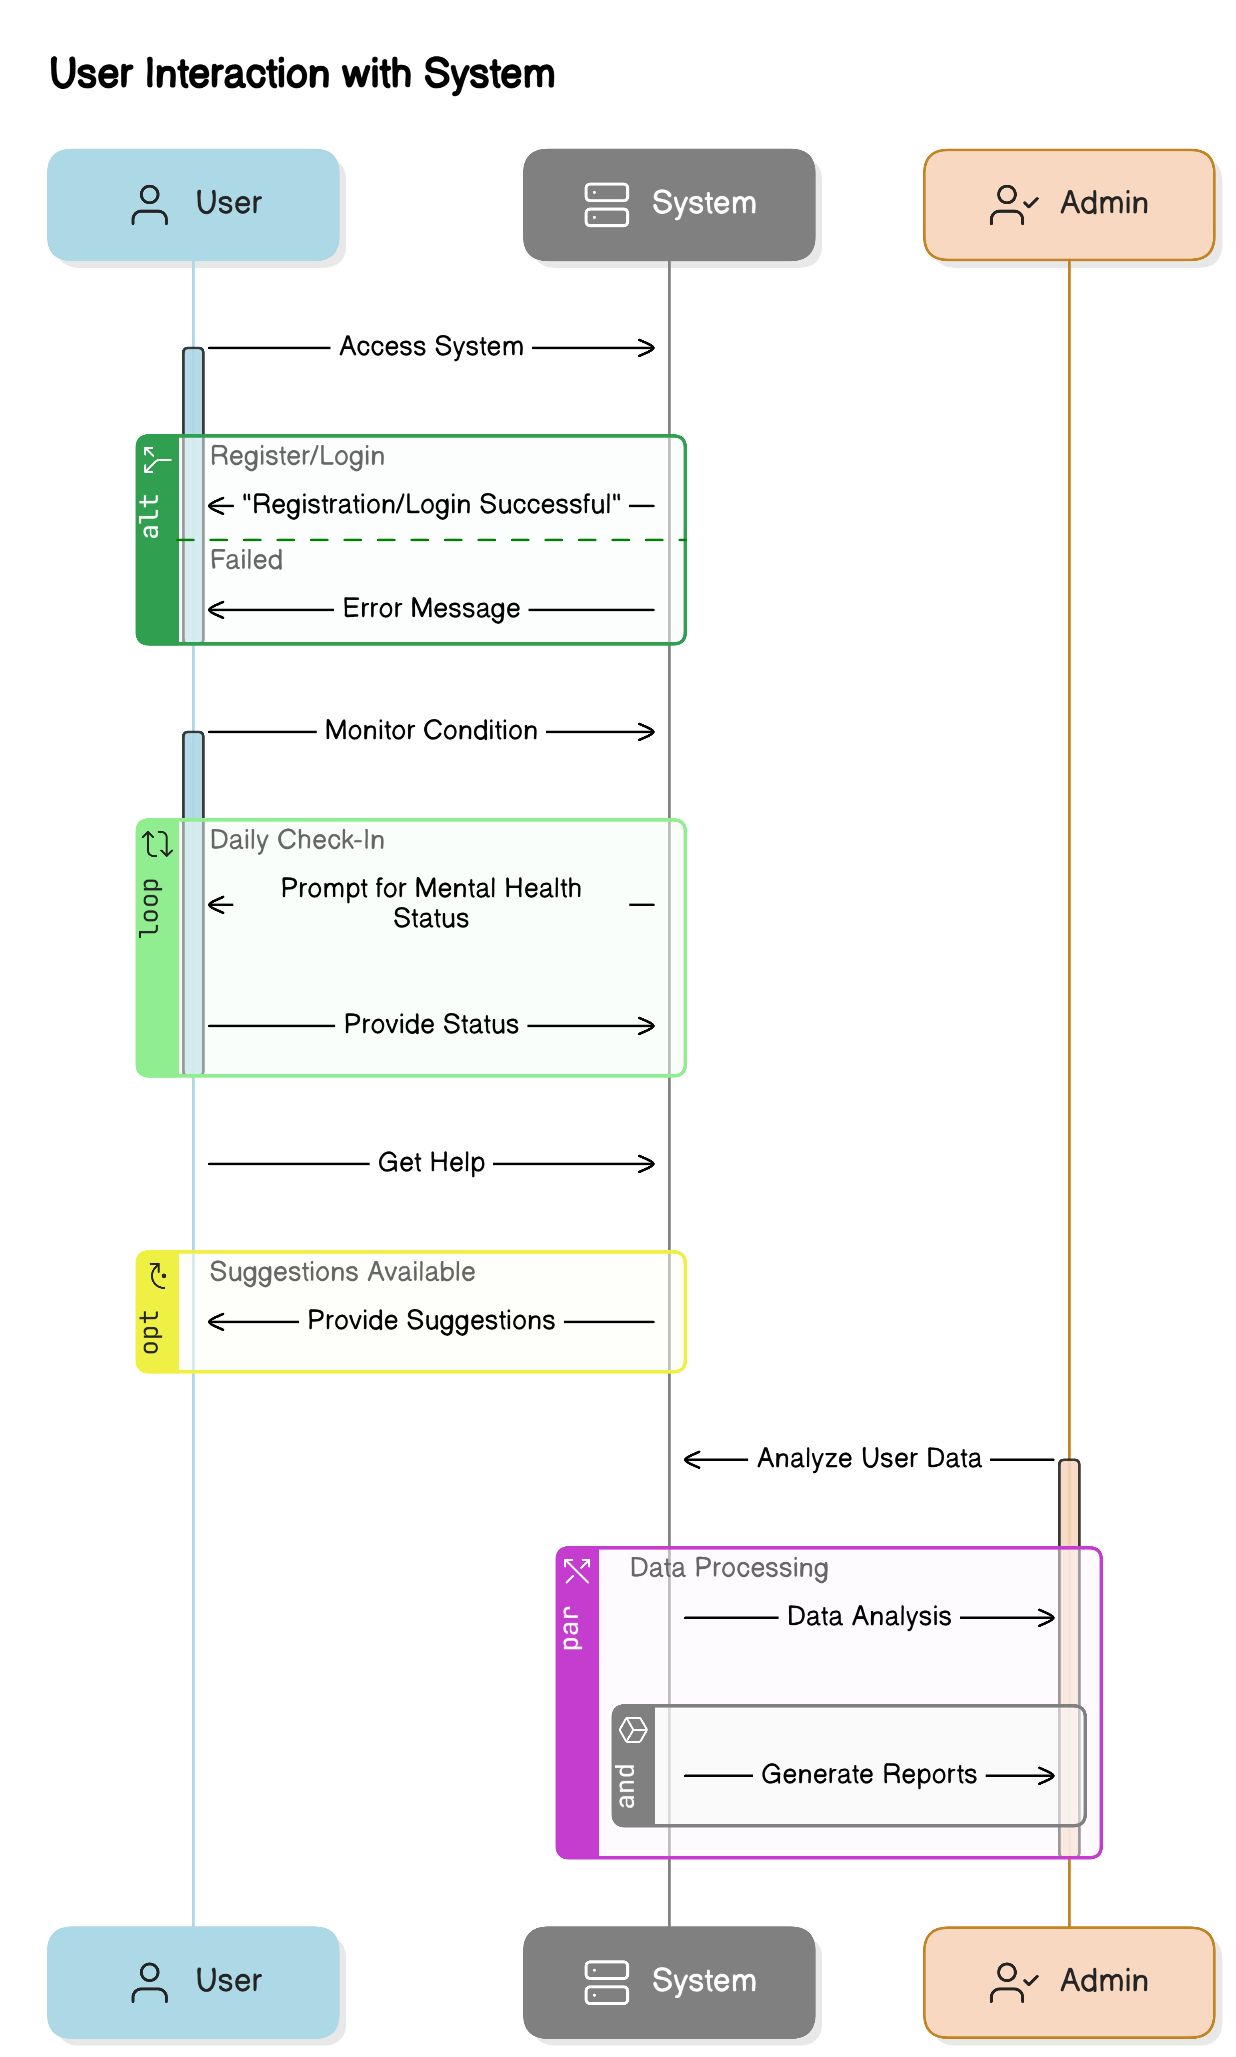 User Interaction with System
User
System
Admin
Access System
alt
Register/Login
"Registration/Login Successful"
Failed
Error Message
Monitor Condition
loop
Daily Check-In
Prompt for Mental Health
Status
Provide Status
Get Help
opt
Suggestions Available
Provide Suggestions
Analyze User Data
par
Data Processing
Data Analysis
and
Generate Reports
User
System
Admin